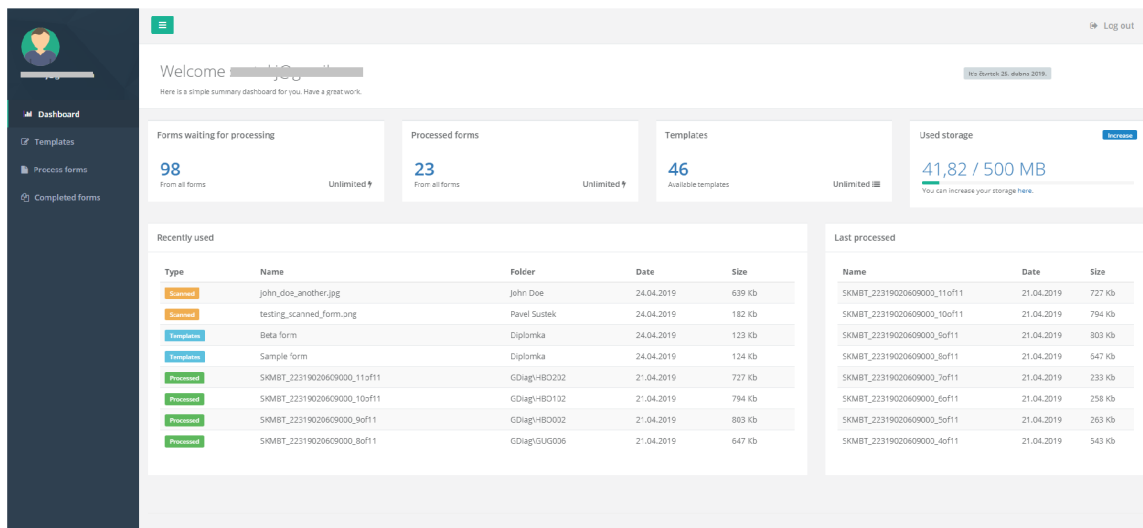 Log out
Welcome
Here is a simple summary dashboard for you. Have a great work.
It's čtvrtek 25. dubna 2019.
Dashboard
Templates
Process forms
Completed forms
Forms waiting for processing
98
From all forms
Unlimited
Processed forms
23
From all forms
Unlimited
Templates
46
Available templates
Unlimited
Used storage
Increase
41,82 / 500 MB
You can increase your storage here.
Recently used
Type Name Folder Date Size
Scanned john_doe_another.jpg John Doe 24.04.2019 639 Kb
Scanned testing_scanned_form.png Pavel Sustek 24.04.2019 182 Kb
Templates Beta form Diplomka 24.04.2019 123 Kb
Templates Sample form Diplomka 24.04.2019 124 Kb
Processed SKMBT_22319020609000_11of11 GDiag\HBD202 21.04.2019 727 Kb
Processed SKMBT_22319020609000_10of11 GDiag\HBD102 21.04.2019 794 Kb
Processed SKMBT_22319020609000_9of11 GDiag\HBD002 21.04.2019 803 Kb
Processed SKMBT_22319020609000_8of11 GDiag\GUG006 21.04.2019 647 Kb
Last processed
Name Date Size
SKMBT_22319020609000_11of11 21.04.2019 727 Kb
SKMBT_22319020609000_10of11 21.04.2019 794 Kb
SKMBT_22319020609000_9of11 21.04.2019 803 Kb
SKMBT_22319020609000_8of11 21.04.2019 647 Kb
SKMBT_22319020609000_7of11 21.04.2019 233 Kb
SKMBT_22319020609000_6of11 21.04.2019 258 Kb
SKMBT_22319020609000_5of11 21.04.2019 263 Kb
SKMBT_22319020609000_4of11 21.04.2019 543 Kb